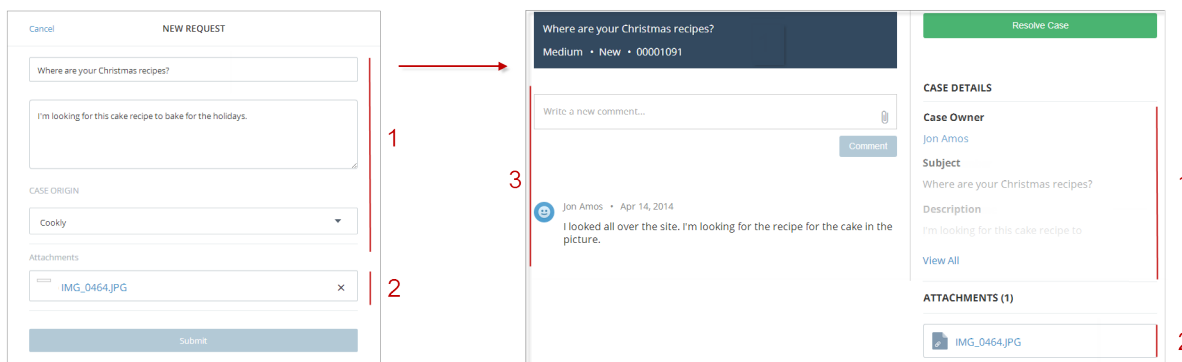 Cancel
NEW REQUEST
Where are your Christmas recipes?
I'm looking for this cake recipe to bake for the holidays.
1
CASE ORIGIN
Cookly
Attachments
IMG_0464.JPG
×
2
Submit
Where are your Christmas recipes?
Medium • New • 00001091
Write a new comment...
Comment
3
Jon Amos • Apr 14, 2014
I looked all over the site. I'm looking for the recipe for the cake in the
picture.
Resolve Case
CASE DETAILS
Case Owner
Jon Amos
Subject
Where are your Christmas recipes?
Description
I'm looking for this cake recipe to
View All
ATTACHMENTS (1)
IMG_0464.JPG